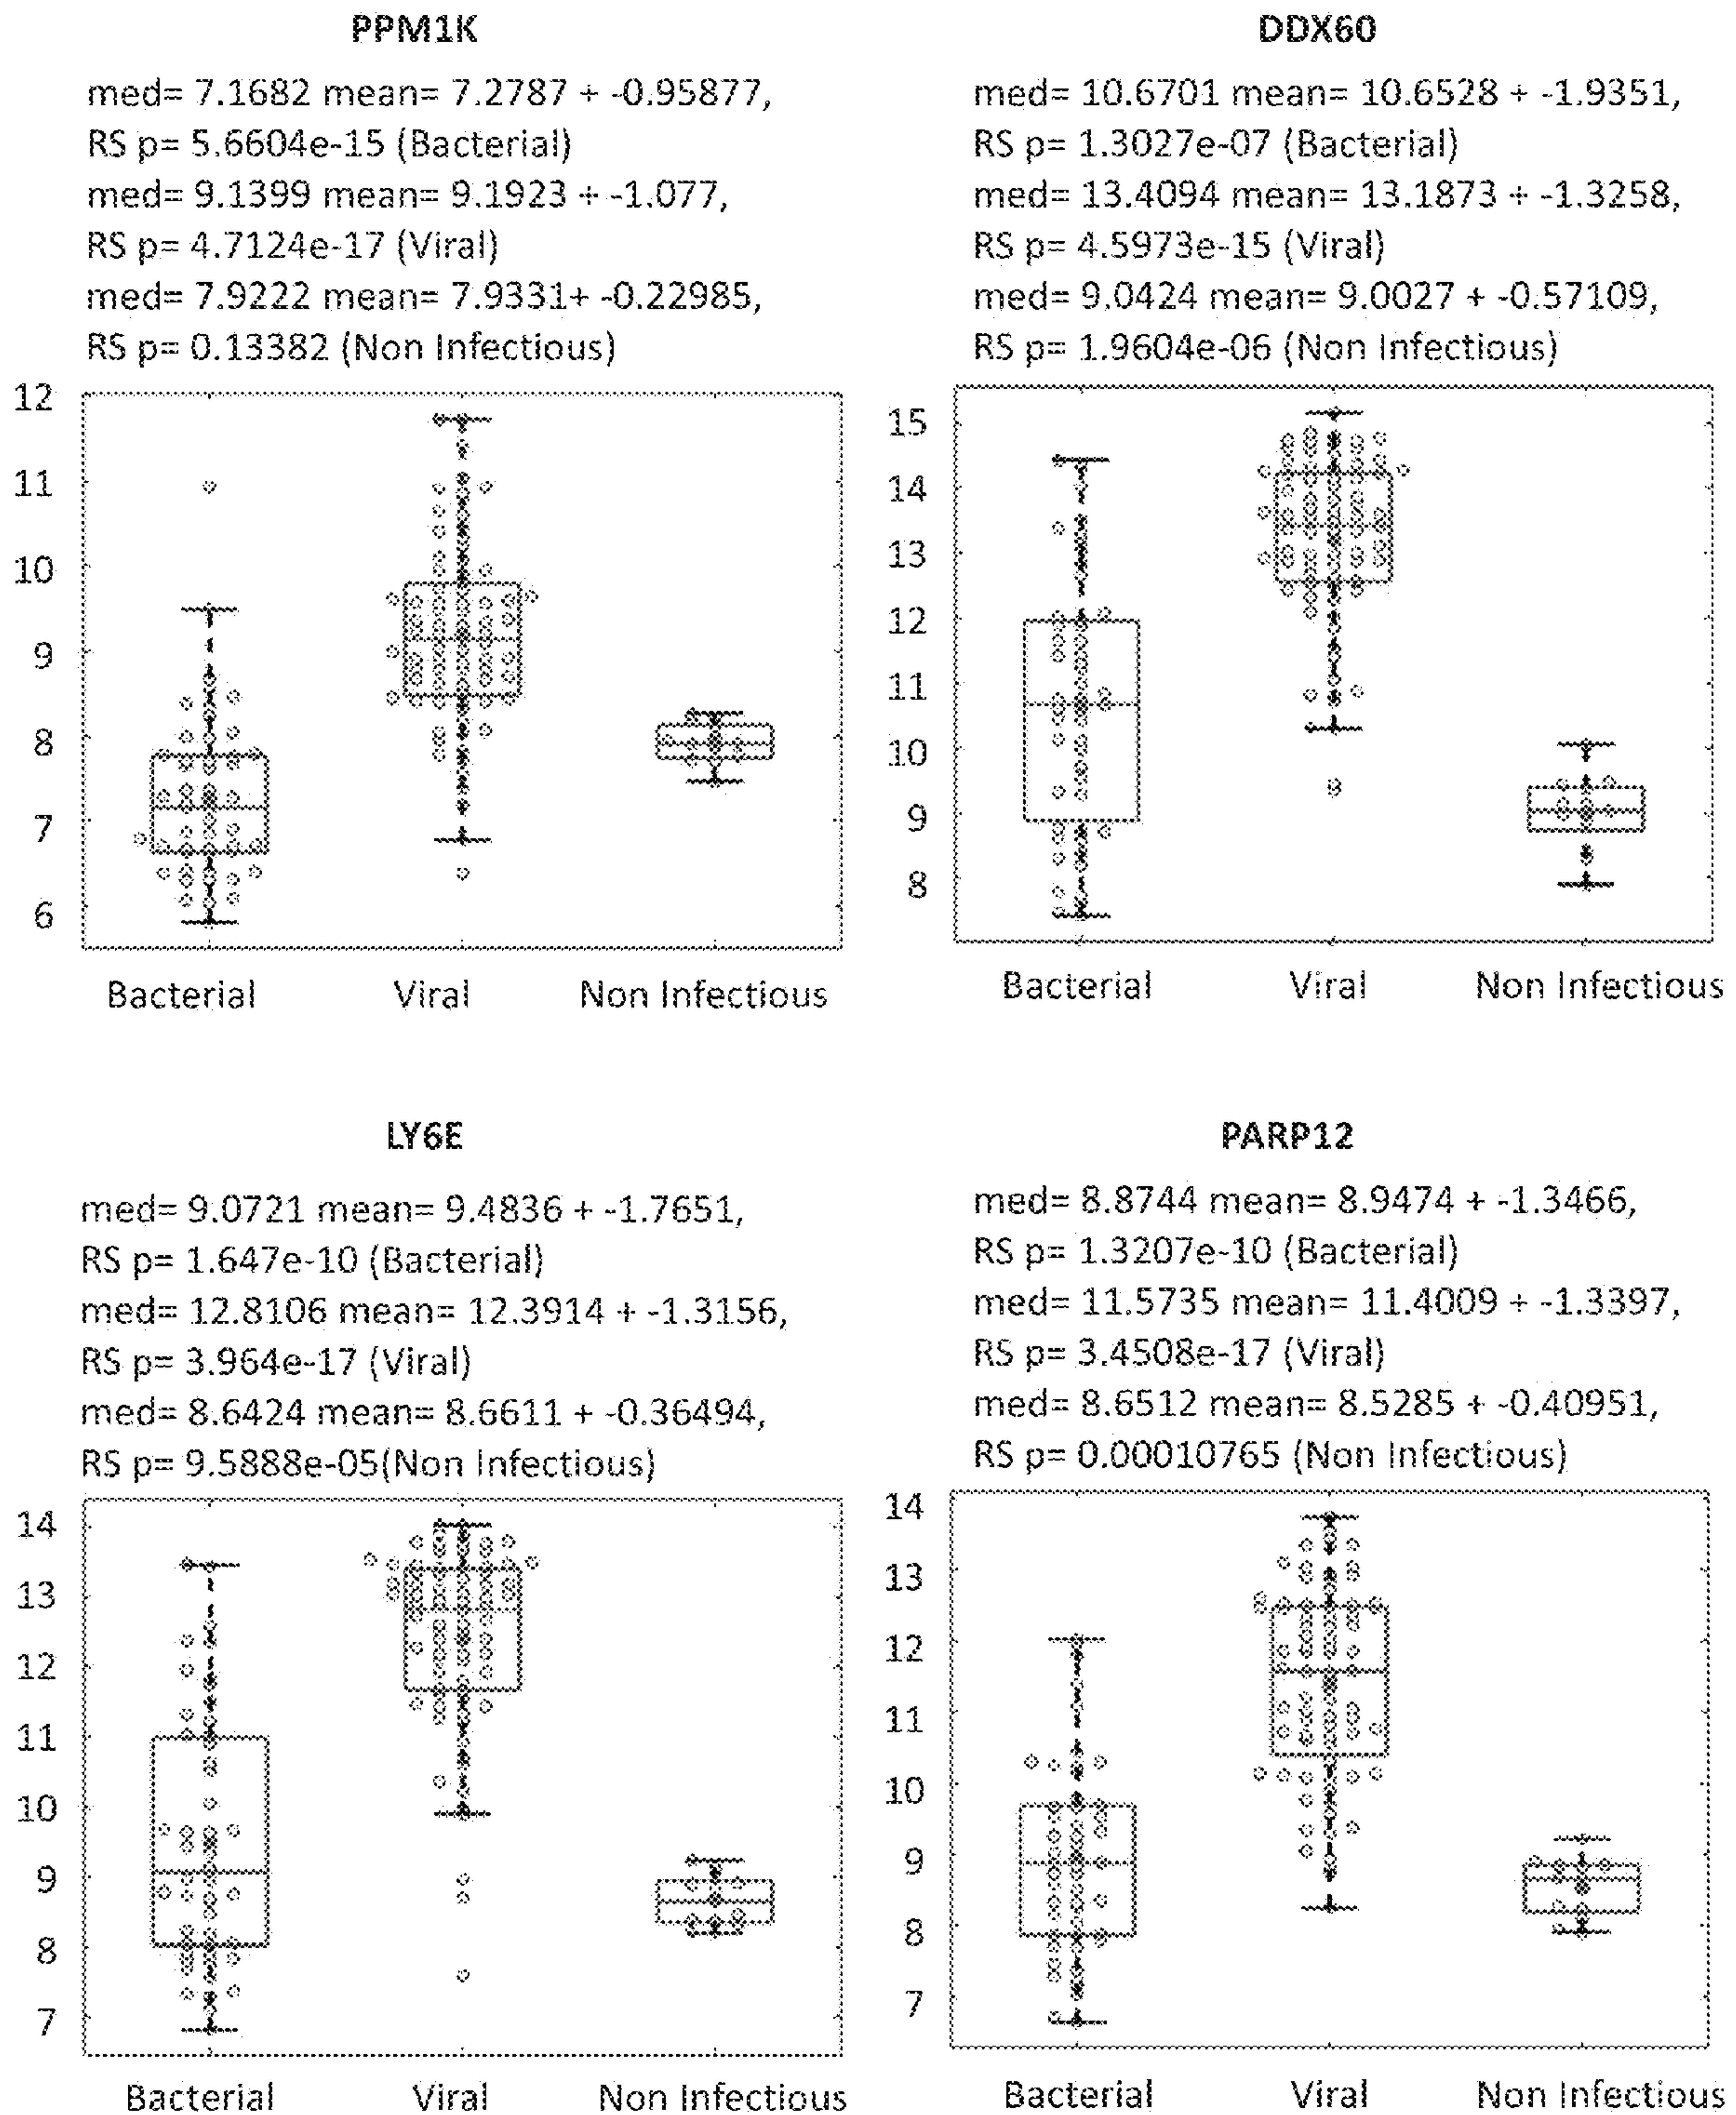 PPM1K
med= 7.1682 mean= 7.2787 + -0.95877,
RS p= 5.6604e-15 (Bacterial)
med= 9.1399 mean= 9.1923 + -1.077,
RS p= 4.7124e-17 (Viral)
med= 7.9222 mean= 7.9331+ -0.22985,
RS p= 0.13382 (Non Infectious)
12
11
10
9
8
7
6
Bacterial Viral Non Infectious
DDX60
med= 10.6701 mean= 10.6528 + -1.9351,
RS p= 1.3027e-07 (Bacterial)
med= 13.4094 mean= 13.1873 + -1.3258,
RS p= 4.5973e-15 (Viral)
med= 9.0424 mean= 9.0027 + -0.57109,
RS p= 1.9604e-06 (Non Infectious)
15
14
13
12
11
10
9
8
Bacterial Viral Non Infectious
LY6E
med= 9.0721 mean= 9.4836 + -1.7651,
RS p= 1.647e-10 (Bacterial)
med= 12.8106 mean= 12.3914 + -1.3156,
RS p= 3.964e-17 (Viral)
med= 8.6424 mean= 8.6611 + -0.36494,
RS p= 9.5888e-05(Non Infectious)
14
13
12
11
10
9
8
7
Bacterial Viral Non Infectious
PARP12
med= 8.8744 mean= 8.9474 + -1.3466,
RS p= 1.3207e-10 (Bacterial)
med= 11.5735 mean= 11.4009 + -1.3397,
RS p= 3.4508e-17 (Viral)
med= 8.6512 mean= 8.5285 + -0.40951,
RS p= 0.00010765 (Non Infectious)
14
13
12
11
10
9
8
7
Bacterial Viral Non Infectious